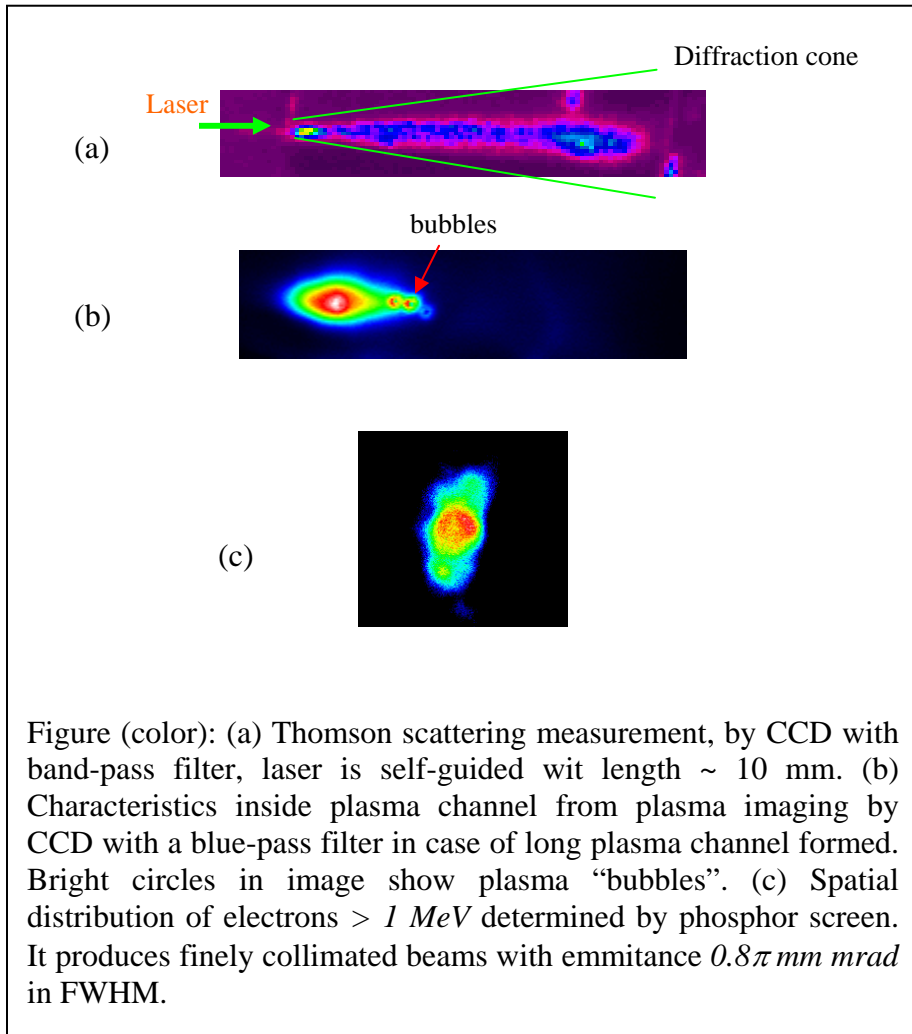 Diffraction cone
Laser
(a)
bubbles
(b)
(c)
Figure (color): (a) Thomson scattering measurement, by CCD with
band-pass filter, laser is self-guided wit length ~ 10 mm. (b)
Characteristics inside plasma channel from plasma imaging by
CCD with a blue-pass filter in case of long plasma channel formed.
Bright circles in image show plasma “bubbles”. (c) Spatial
distribution of electrons > 1 MeV determined by phosphor screen.
It produces finely collimated beams with emmitance 0.8π mm mrad
in FWHM.